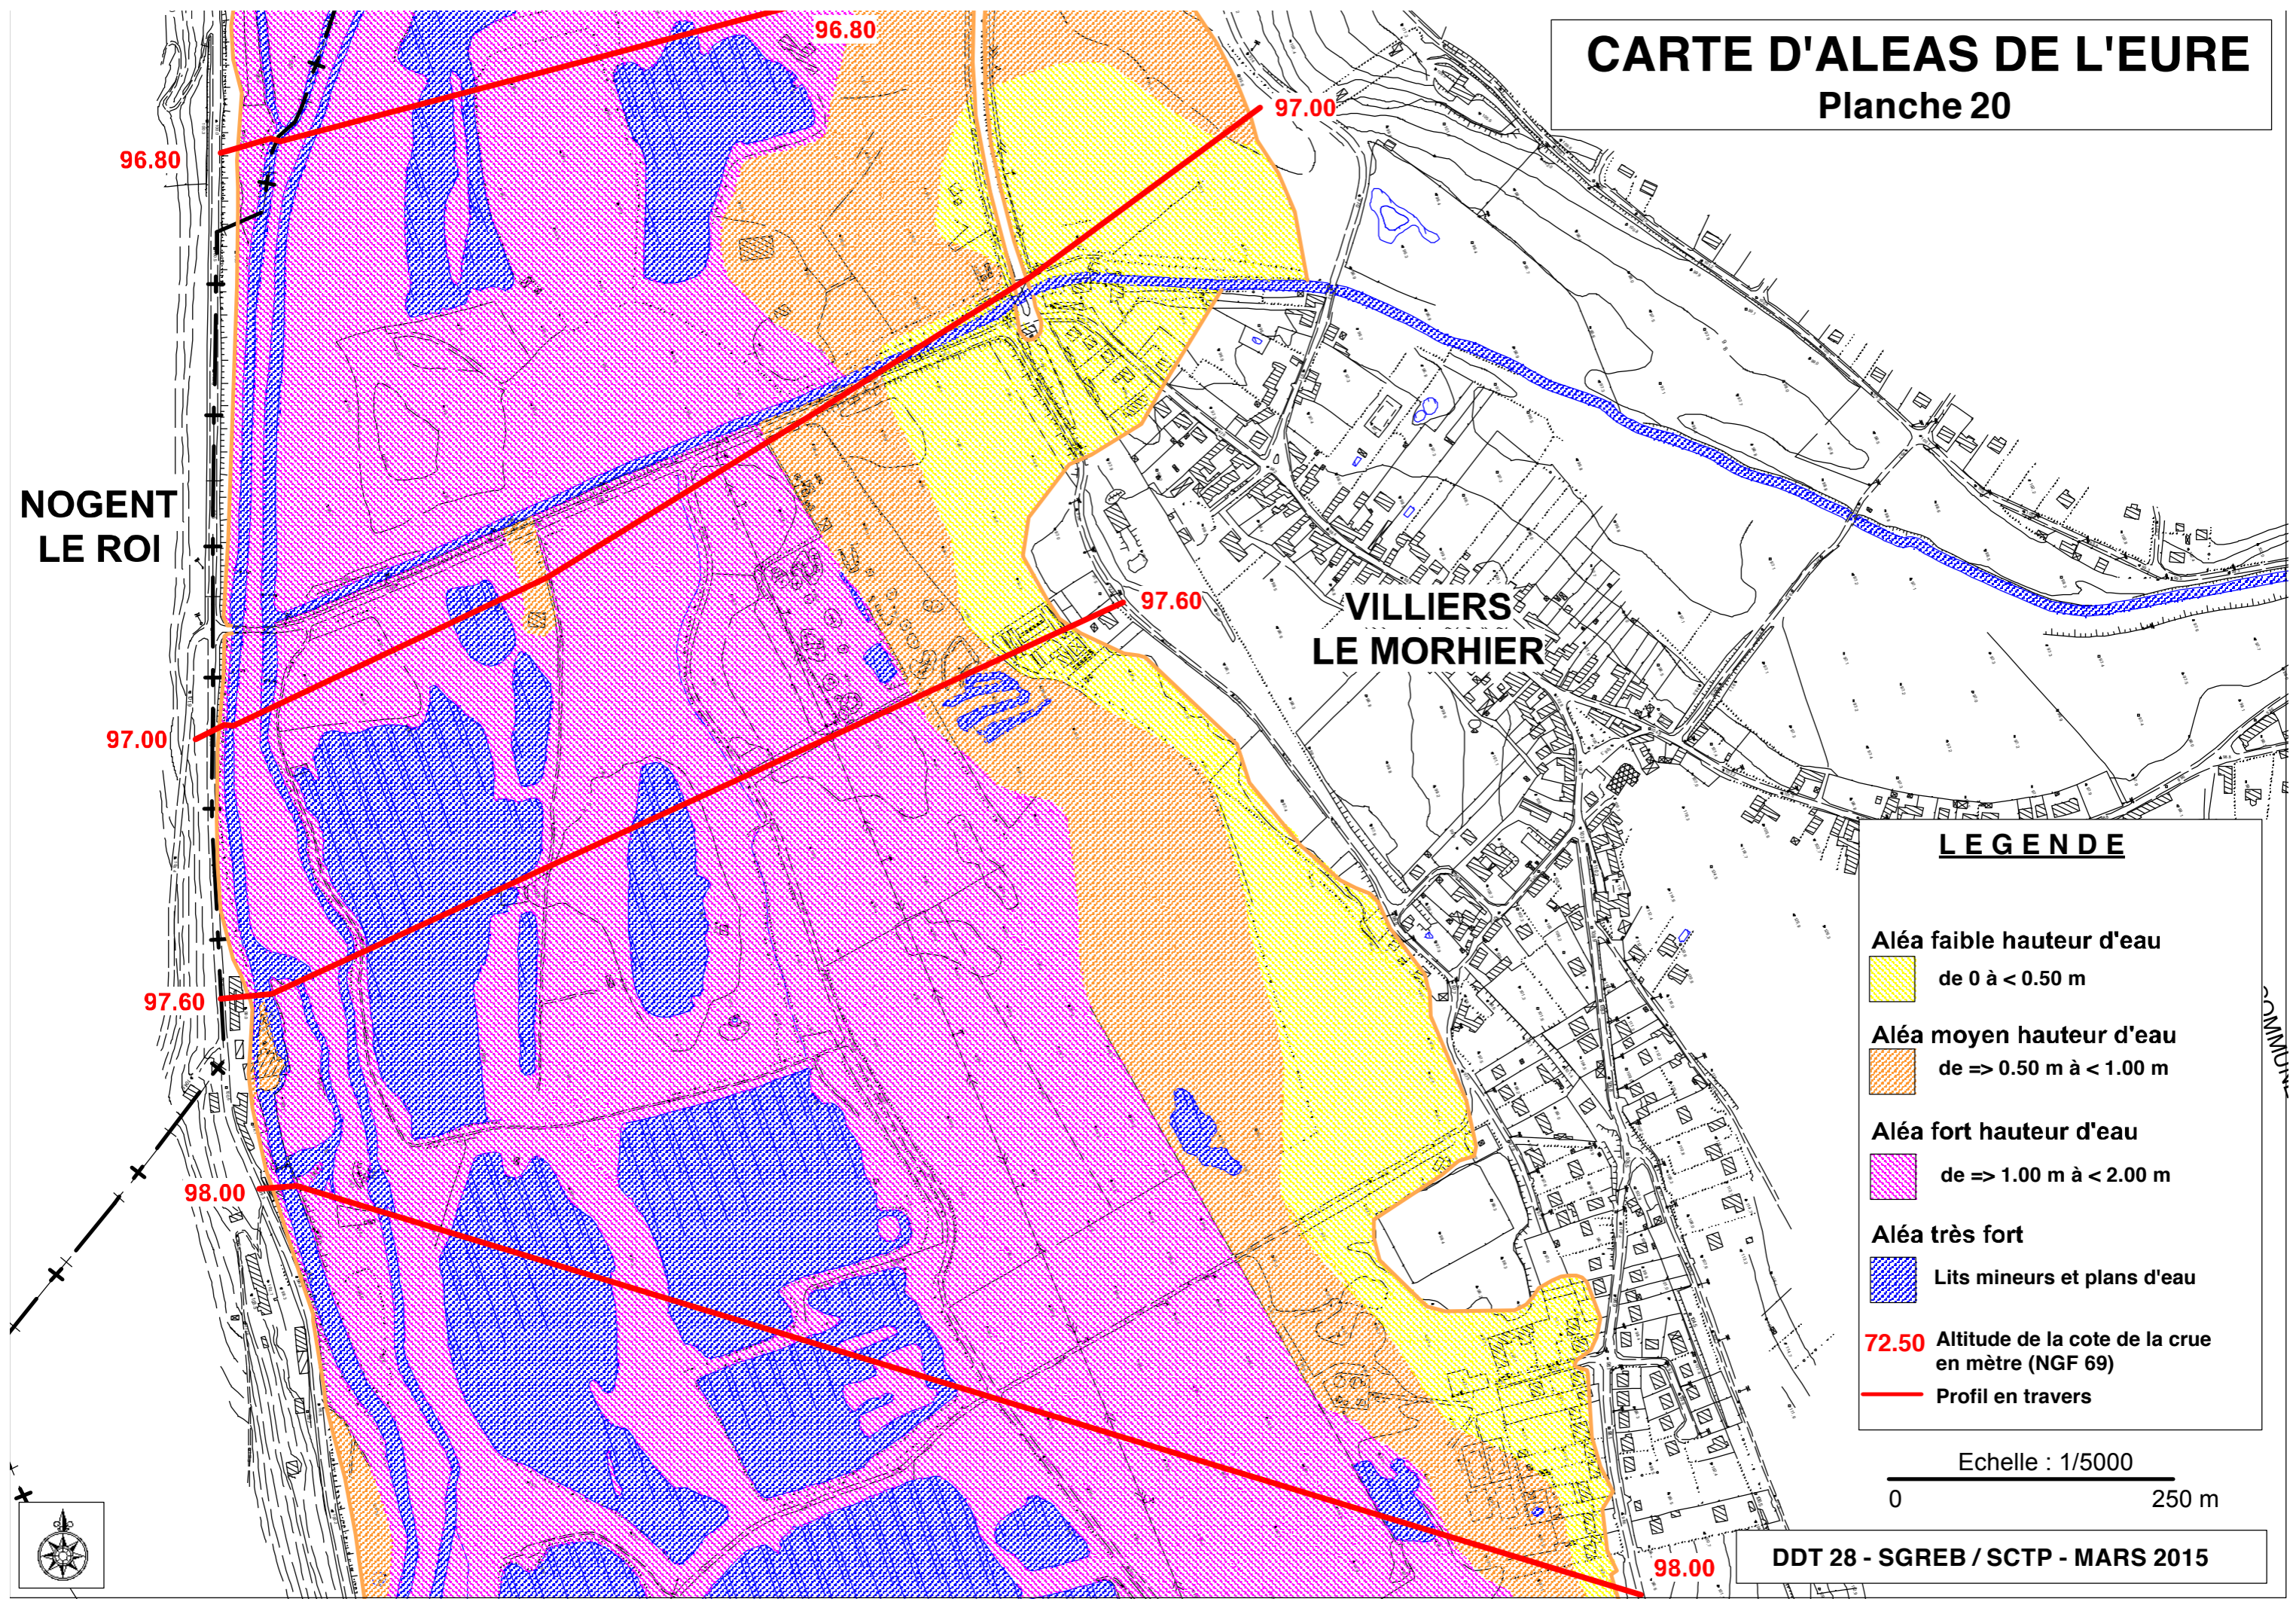 CARTE D'ALEAS DE L'EURE
Planche 20
96.80
96.80
97.00
NOGENT
LE ROI
97.60
VILLIERS
LE MORHIER
97.00
97.60
98.00
98.00
L E G E N D E
Aléa faible hauteur d'eau
de 0 à < 0.50 m
Aléa moyen hauteur d'eau
de => 0.50 m à < 1.00 m
Aléa fort hauteur d'eau
de => 1.00 m à < 2.00 m
Aléa très fort
Lits mineurs et plans d'eau
72.50 Altitude de la cote de la crue
en mètre (NGF 69)
Profil en travers
Echelle : 1/5000
0 250 m
DDT 28 - SGREB / SCTP - MARS 2015